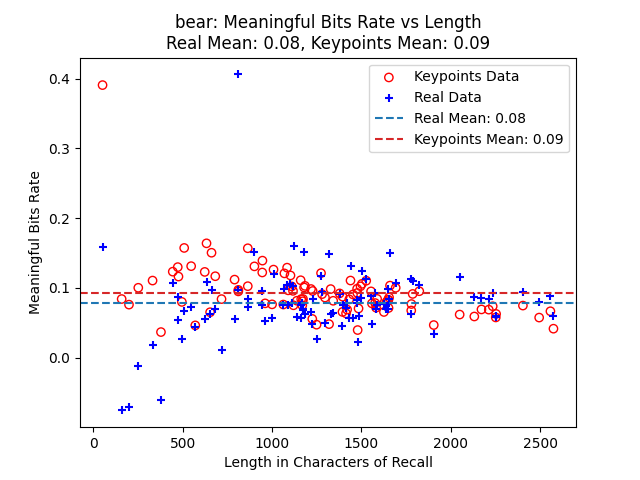 bear: Meaningful Bits Rate vs Length
Real Mean: 0.08, Keypoints Mean: 0.09
Keypoints Data
Real Data
Real Mean: 0.08
Keypoints Mean: 0.09
0.4
0.3
0.2
0.1
0.0
Meaningful Bits Rate
0
500
1000
1500
2000
2500
Length in Characters of Recall